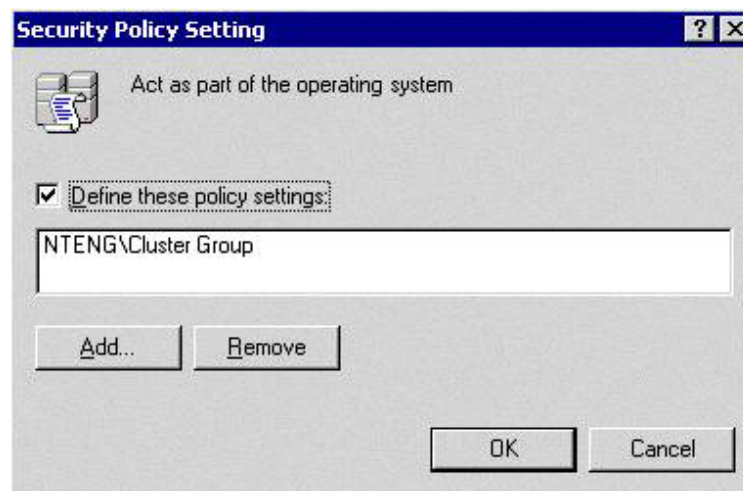 Security Policy Setting
Act as part of the operating system
Define these policy settings:
NTENG\Cluster Group
Add... Remove
OK Cancel